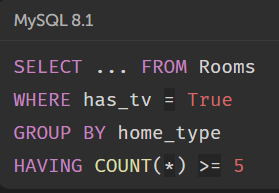 MySQL 8.1
SELECT ... FROM Rooms
WHERE has_tv = True
GROUP BY home_type
HAVING COUNT(*) >= 5